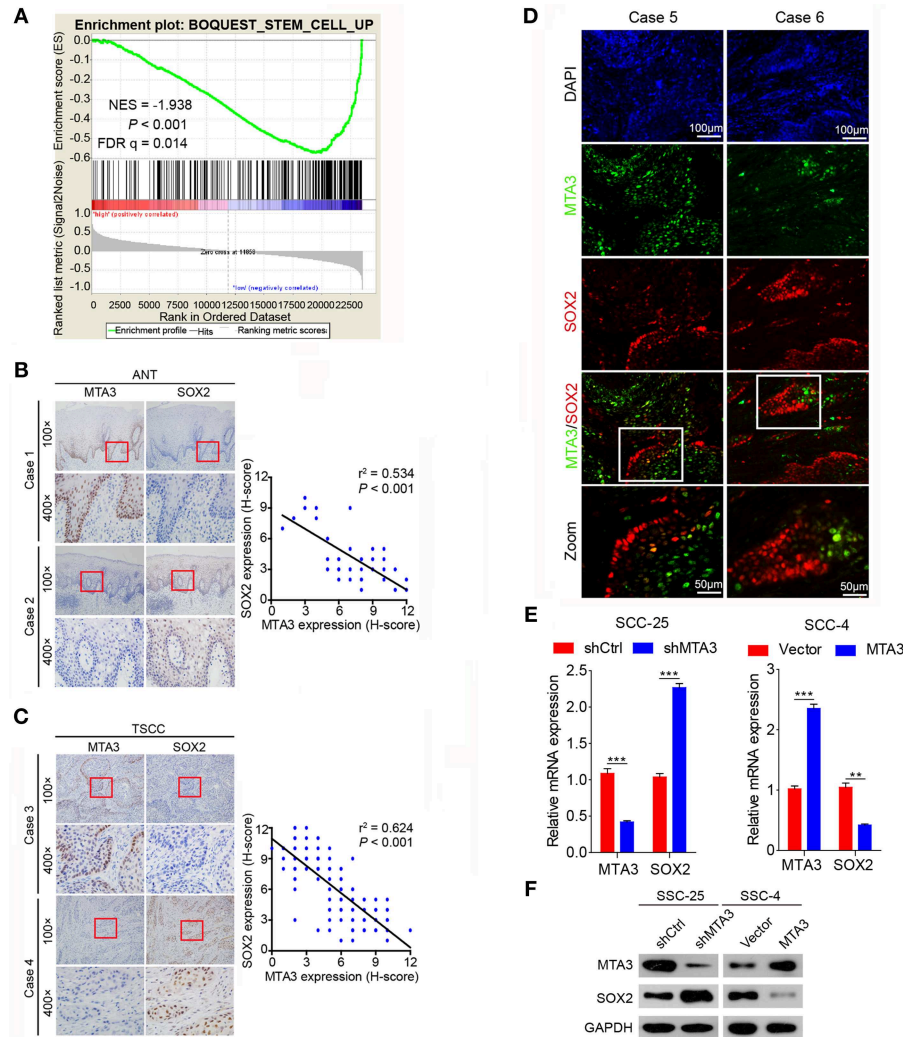 A
Enrichment plot: BOQUEST_STEM_CELL_UP
Enrichment score (ES)
0.0
-0.1
-0.2
-0.3
-0.4
-0.5
-0.6
NES = -1.938
P < 0.001
FDR q = 0.014
Ranked list metric (Signal2Noise)
1.0
0.5
0.0
-0.5
-1.0
'high' (positively correlated)
Zero cross at 11858
'low' (negatively correlated)
0 2500 5000 7500 10000 12500 15000 17500 20000 22500
Rank in Ordered Dataset
Enrichment profile Hits Ranking metric scores
B
ANT
MTA3 SOX2
Case 1
100×
400×
Case 2
100×
400×
SOX2 expression (H-score)
12
9
6
3
0
r² = 0.534
P < 0.001
0 3 6 9 12
MTA3 expression (H-score)
C
TSCC
MTA3 SOX2
Case 3
100×
400×
Case 4
100×
400×
SOX2 expression (H-score)
12
9
6
3
0
r² = 0.624
P < 0.001
0 2 4 6 8 10 12
MTA3 expression (H-score)
D
Case 5 Case 6
DAPI
100μm 100μm
MTA3
SOX2
MTA3/SOX2
Zoom
50μm 50μm
E
SCC-25
shCtrl shMTA3
Relative mRNA expression
2.5
2.0
1.5
1.0
0.5
0.0
*** ***
MTA3 SOX2
SCC-4
Vector MTA3
Relative mRNA expression
3
2
1
0
*** **
MTA3 SOX2
F
SSC-25 SSC-4
shCtrl shMTA3 Vector MTA3
MTA3
SOX2
GAPDH